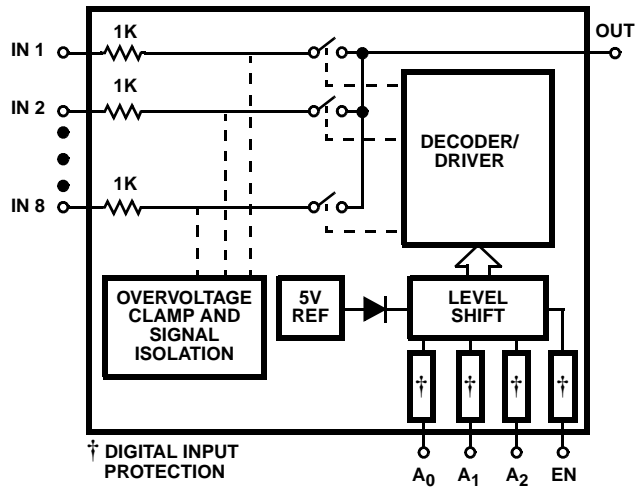 1K
IN 1
OUT
1K
IN 2
DECODER/
DRIVER
1K
IN 8
OVERVOLTAGE
CLAMP AND
SIGNAL
ISOLATION
5V
REF
LEVEL
SHIFT
† † † †
† DIGITAL INPUT
PROTECTION
A0 A1 A2 EN